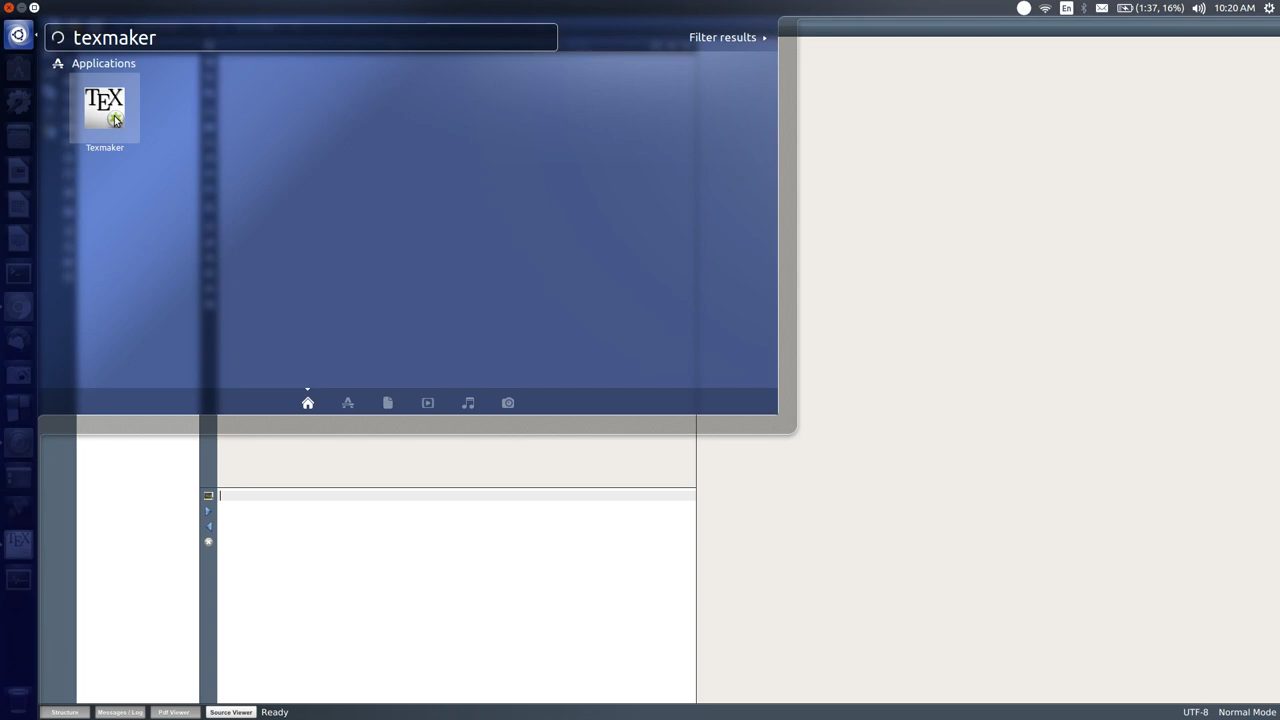 En
(1:37, 16%)
10:20 AM
texmaker
Filter results
Applications
TEX
Texmaker
TEX
Structure
Messages / Log
Pdf Viewer
Source Viewer
Ready
UTF-8
Normal Mode